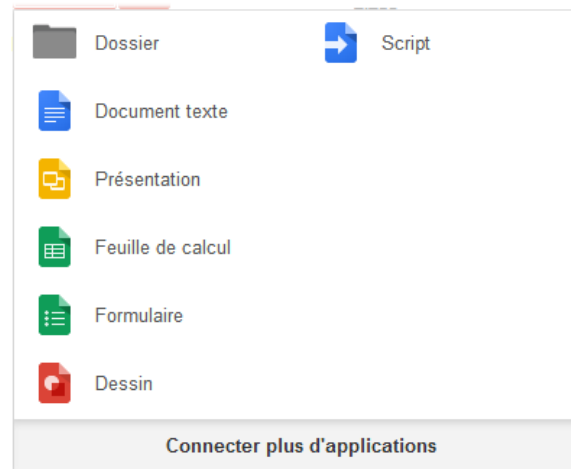 Dossier
Script
Document texte
Présentation
Feuille de calcul
Formulaire
Dessin
Connecter plus d'applications